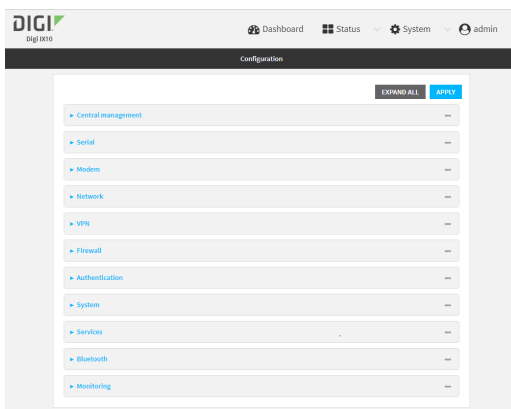 DIGI
Digi IX10
Dashboard Status System admin
Configuration
EXPAND ALL APPLY
Central management
Serial
Modem
Network
VPN
Firewall
Authentication
System
Services
Bluetooth
Monitoring